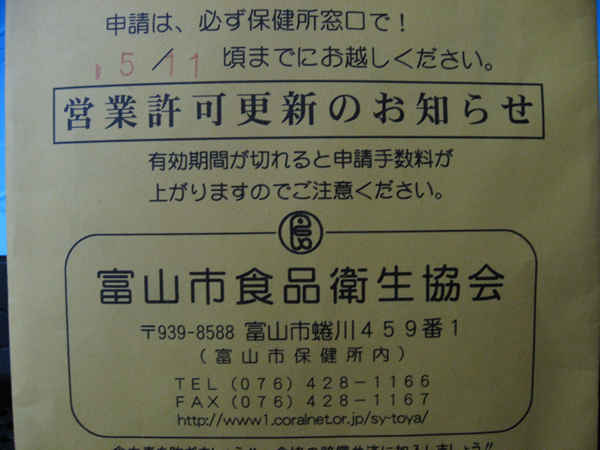 申請は、必ず保健所窓口で!
5/11 頃までにお越しください。
営業許可更新のお知らせ
有効期間が切れると申請手数料が
上がりますのでご注意ください。
富山市食品衛生協会
〒939-8588 富山市蜷川459番1
(富山市保健所内)
TEL(076)428-1166
FAX(076)428-1167
http://www1.coralnet.or.jp/sy-toya/